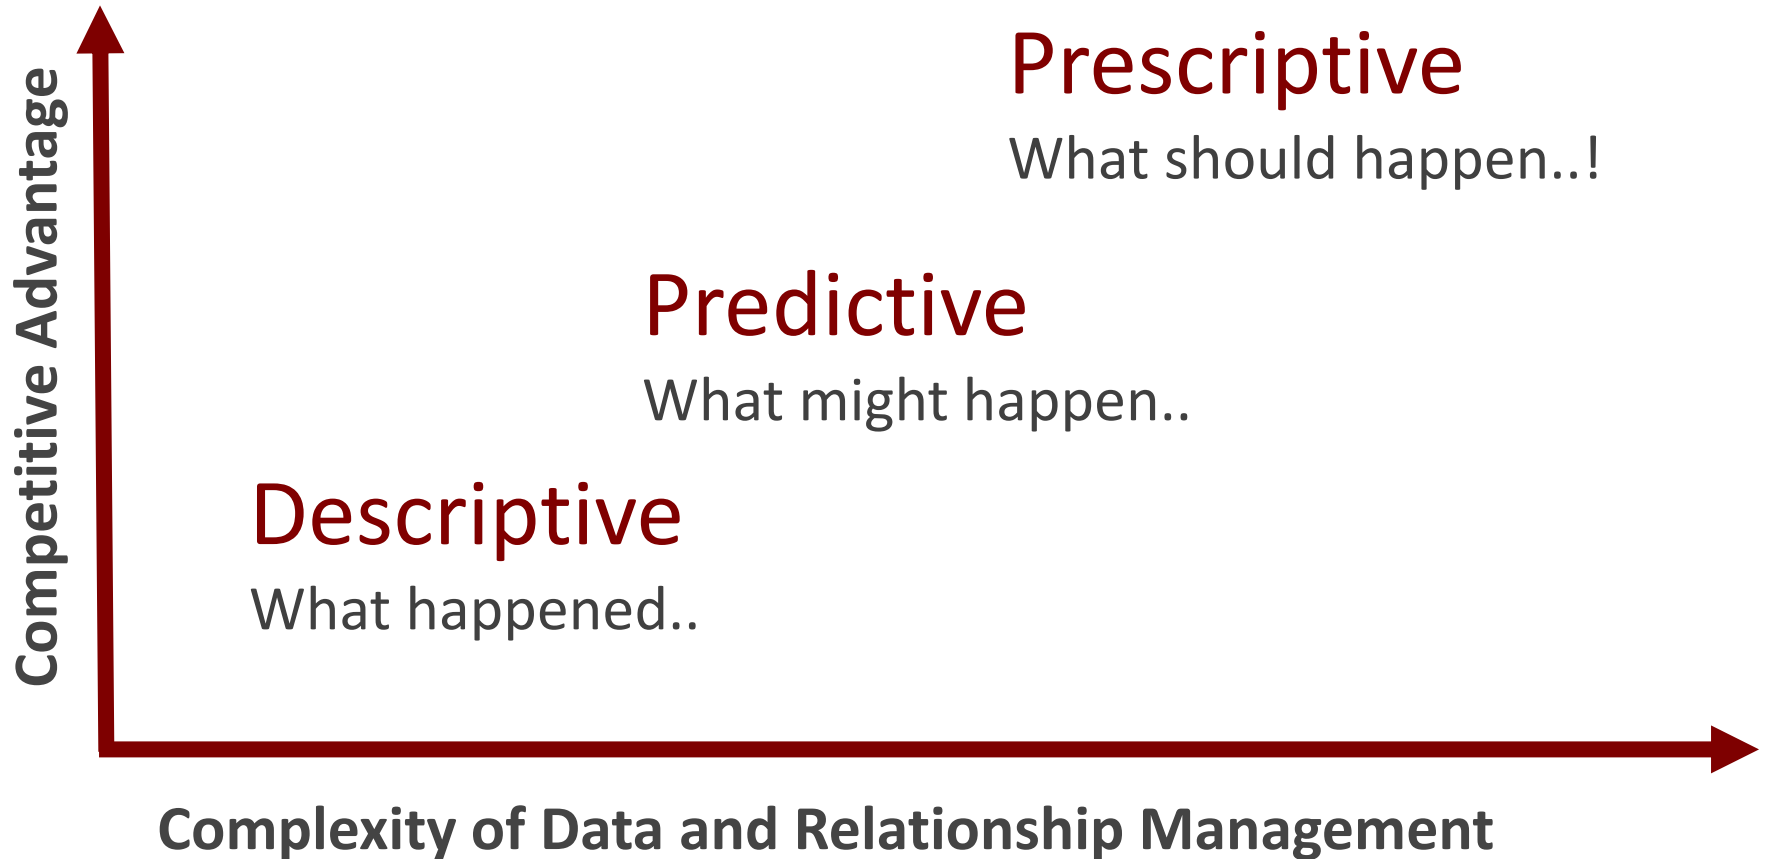 Competitive Advantage
Prescriptive
What should happen..!
Predictive
What might happen..
Descriptive
What happened..
Complexity of Data and Relationship Management